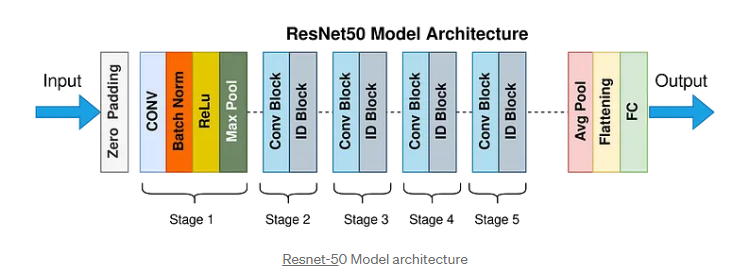 ResNet50 Model Architecture
Input
Zero Padding
CONV
Batch Norm
ReLu
Max Pool
Conv Block
ID Block
Conv Block
ID Block
Conv Block
ID Block
Conv Block
ID Block
Avg Pool
Flattening
FC
Output
Stage 1
Stage 2
Stage 3
Stage 4
Stage 5
Resnet-50 Model architecture